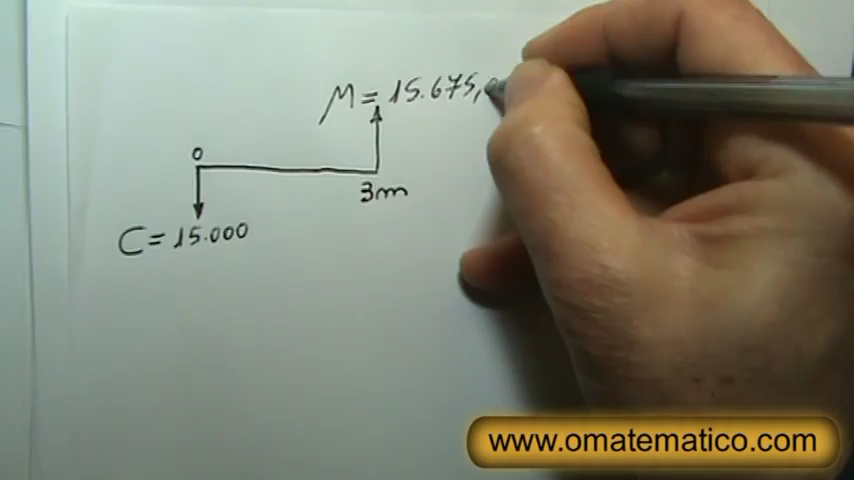 M = 15.675,
0
3m
C = 15.000
www.omatematico.com